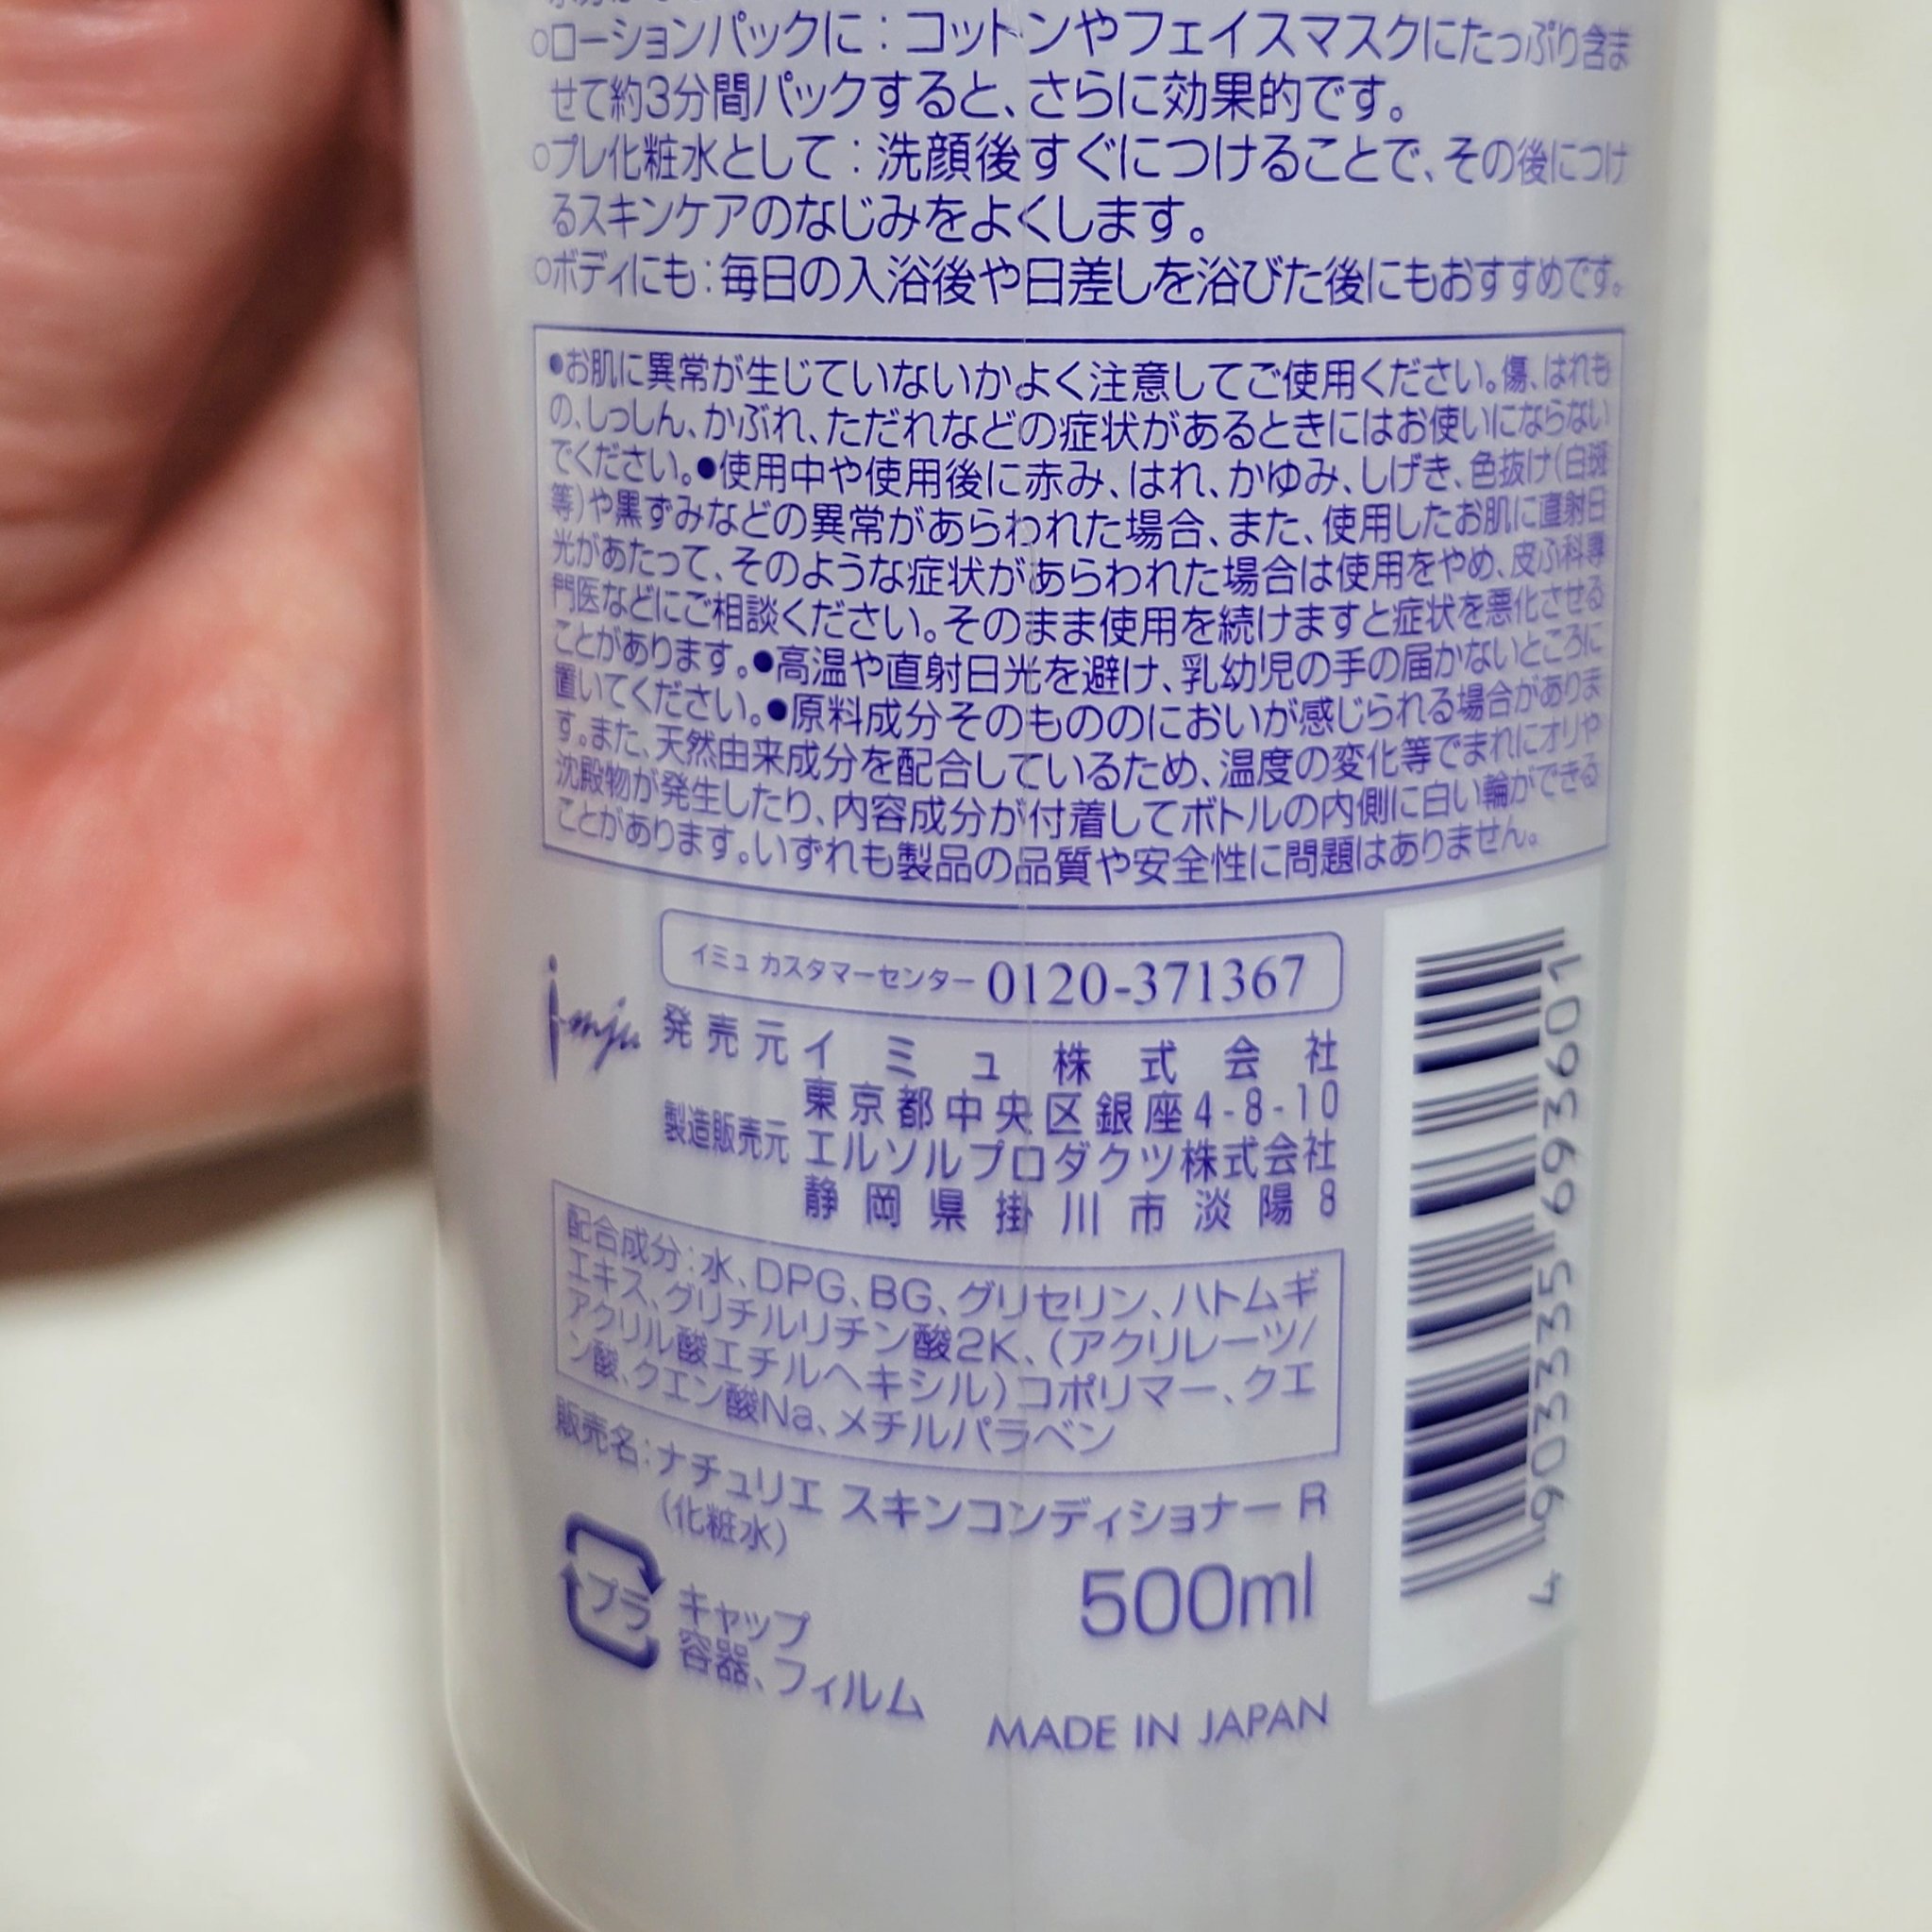 ○ローションパックに：コットンやフェイスマスクにたっぷり含ま
せて約3分間パックすると、さらに効果的です。
○プレ化粧水として：洗顔後すぐにつけることで、その後につけ
るスキンケアのなじみをよくします。
○ボディにも：毎日の入浴後や日差しを浴びた後にもおすすめです。
●お肌に異常が生じていないかよく注意してご使用ください。傷、はれも
の、しっしん、かぶれ、ただれなどの症状があるときにはお使いにならない
でください。●使用中や使用後に赤み、はれ、かゆみ、しげき、色抜け（白斑
等）や黒ずみなどの異常があらわれた場合、また、使用したお肌に直射日
光があたって、そのような症状があらわれた場合は使用をやめ、皮ふ科専
門医などにご相談ください。そのまま使用を続けますと症状を悪化させる
ことがあります。●高温や直射日光を避け、乳幼児の手の届かないところに
置いてください。●原料成分そのもののにおいが感じられる場合がありま
す。また、天然由来成分を配合しているため、温度の変化等でまれにオリや
沈殿物が発生したり、内容成分が付着してボトルの内側に白い輪ができる
ことがあります。いずれも製品の品質や安全性に問題はありません。
イミュ カスタマーセンター 0120-371367
imju
発売元 イミュ株式会社
東京都中央区銀座4-8-10
製造販売元 エルソルプロダクツ株式会社
静岡県掛川市淡陽8
配合成分：水、DPG、BG、グリセリン、ハトムギ
エキス、グリチルリチン酸2K、（アクリレーツ/
アクリル酸エチルヘキシル）コポリマー、クエ
ン酸、クエン酸Na、メチルパラベン
販売名：ナチュリエ スキンコンディショナー R
（化粧水）
500ml
プラ
キャップ
容器、フィルム
MADE IN JAPAN
4903335693601